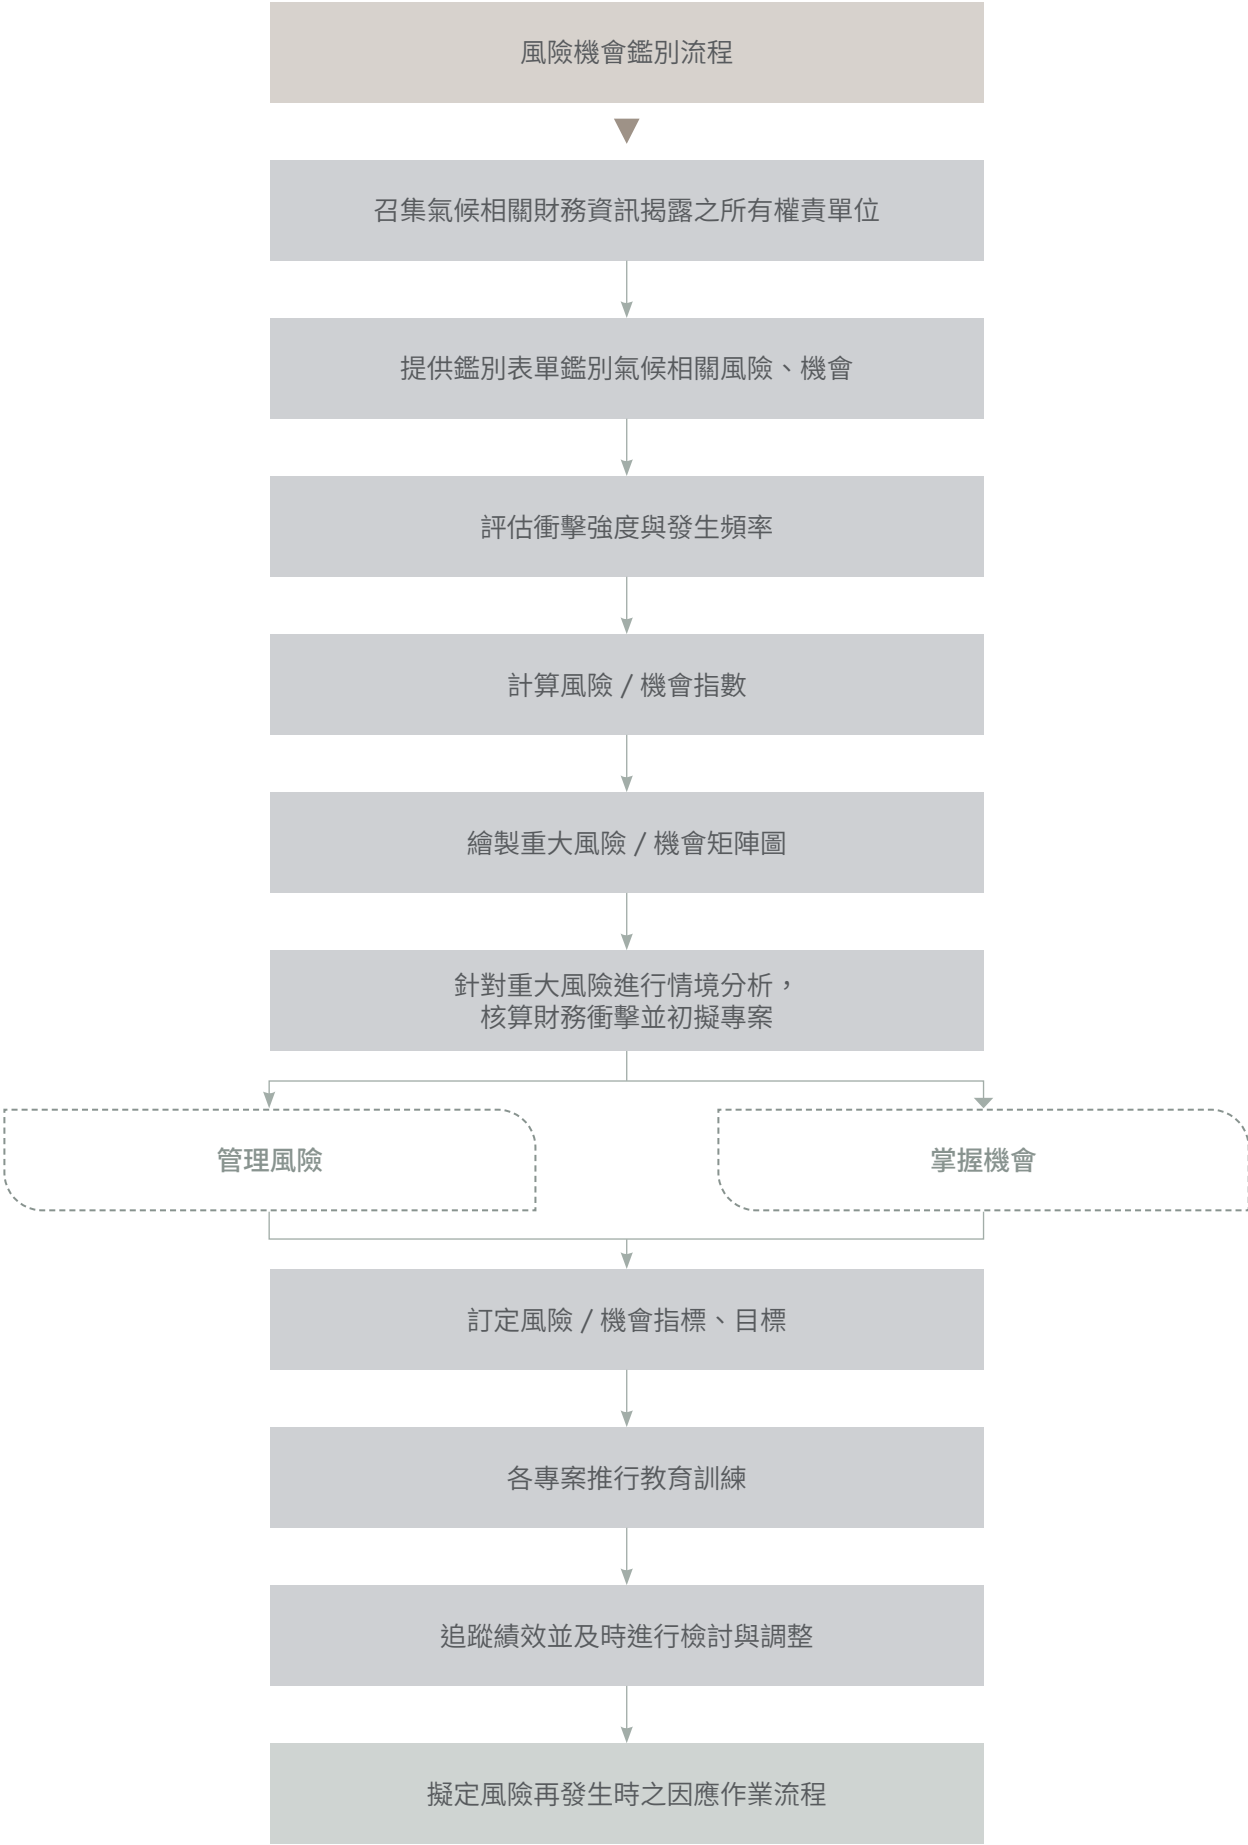 風險機會鑑別流程
召集氣候相關財務資訊揭露之所有權責單位
提供鑑別表單鑑別氣候相關風險、機會
評估衝擊強度與發生頻率
計算風險 / 機會指數
繪製重大風險 / 機會矩陣圖
針對重大風險進行情境分析，
核算財務衝擊並初擬專案
管理風險
掌握機會
訂定風險 / 機會指標、目標
各專案推行教育訓練
追蹤績效並及時進行檢討與調整
擬定風險再發生時之因應作業流程